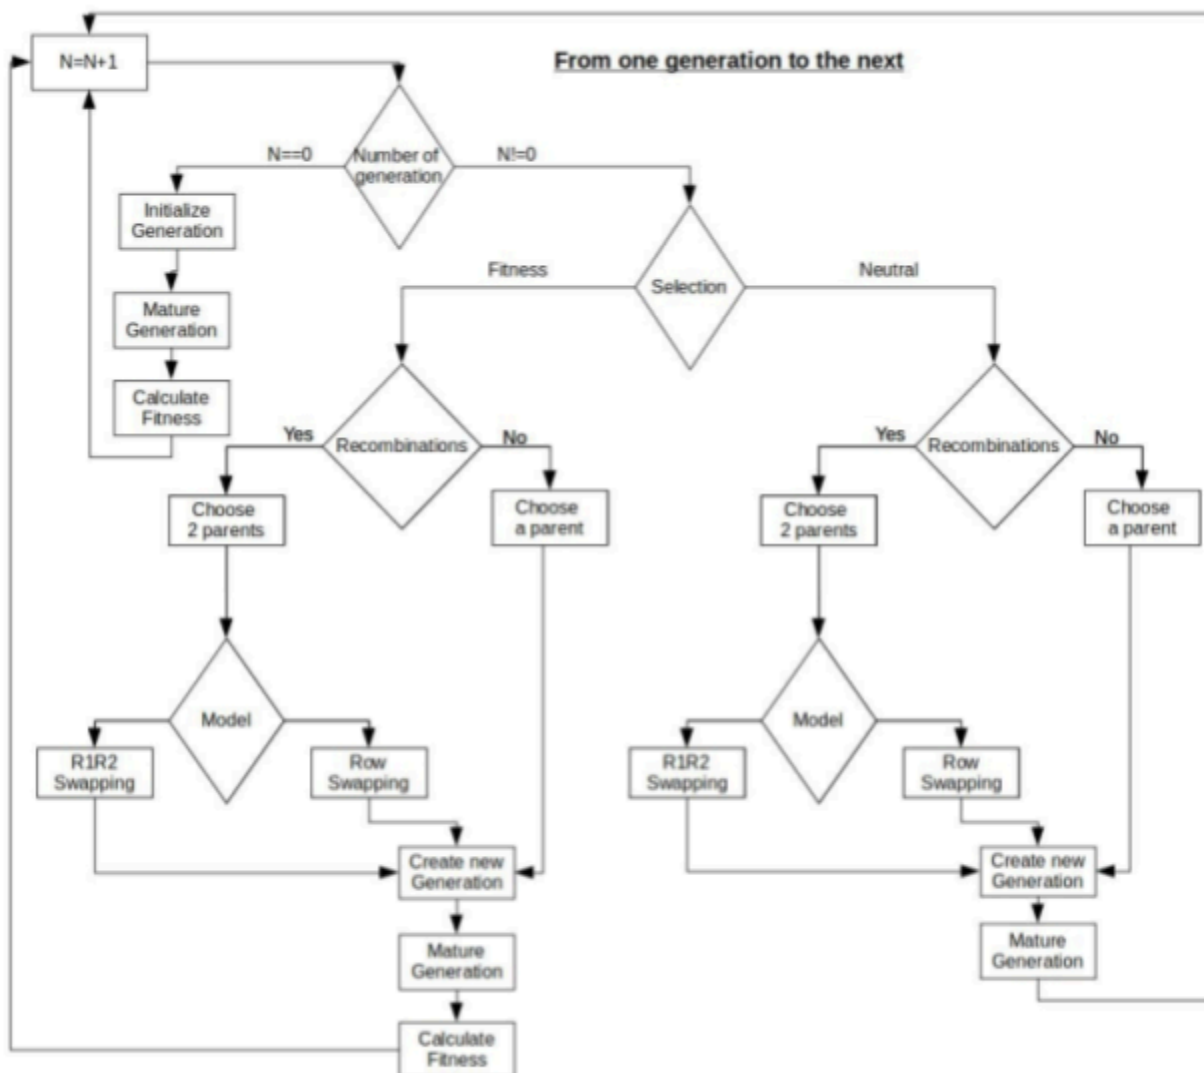 From one generation to the next
N=N+1
N==0
Number of
generation
N!=0
Initialize
Generation
Mature
Generation
Calculate
Fitness
Fitness
Selection
Neutral
Yes
Recombinations
No
Choose
2 parents
Choose
a parent
Model
R1R2
Swapping
Row
Swapping
Create new
Generation
Mature
Generation
Calculate
Fitness
Yes
Recombinations
No
Choose
2 parents
Choose
a parent
Model
R1R2
Swapping
Row
Swapping
Create new
Generation
Mature
Generation